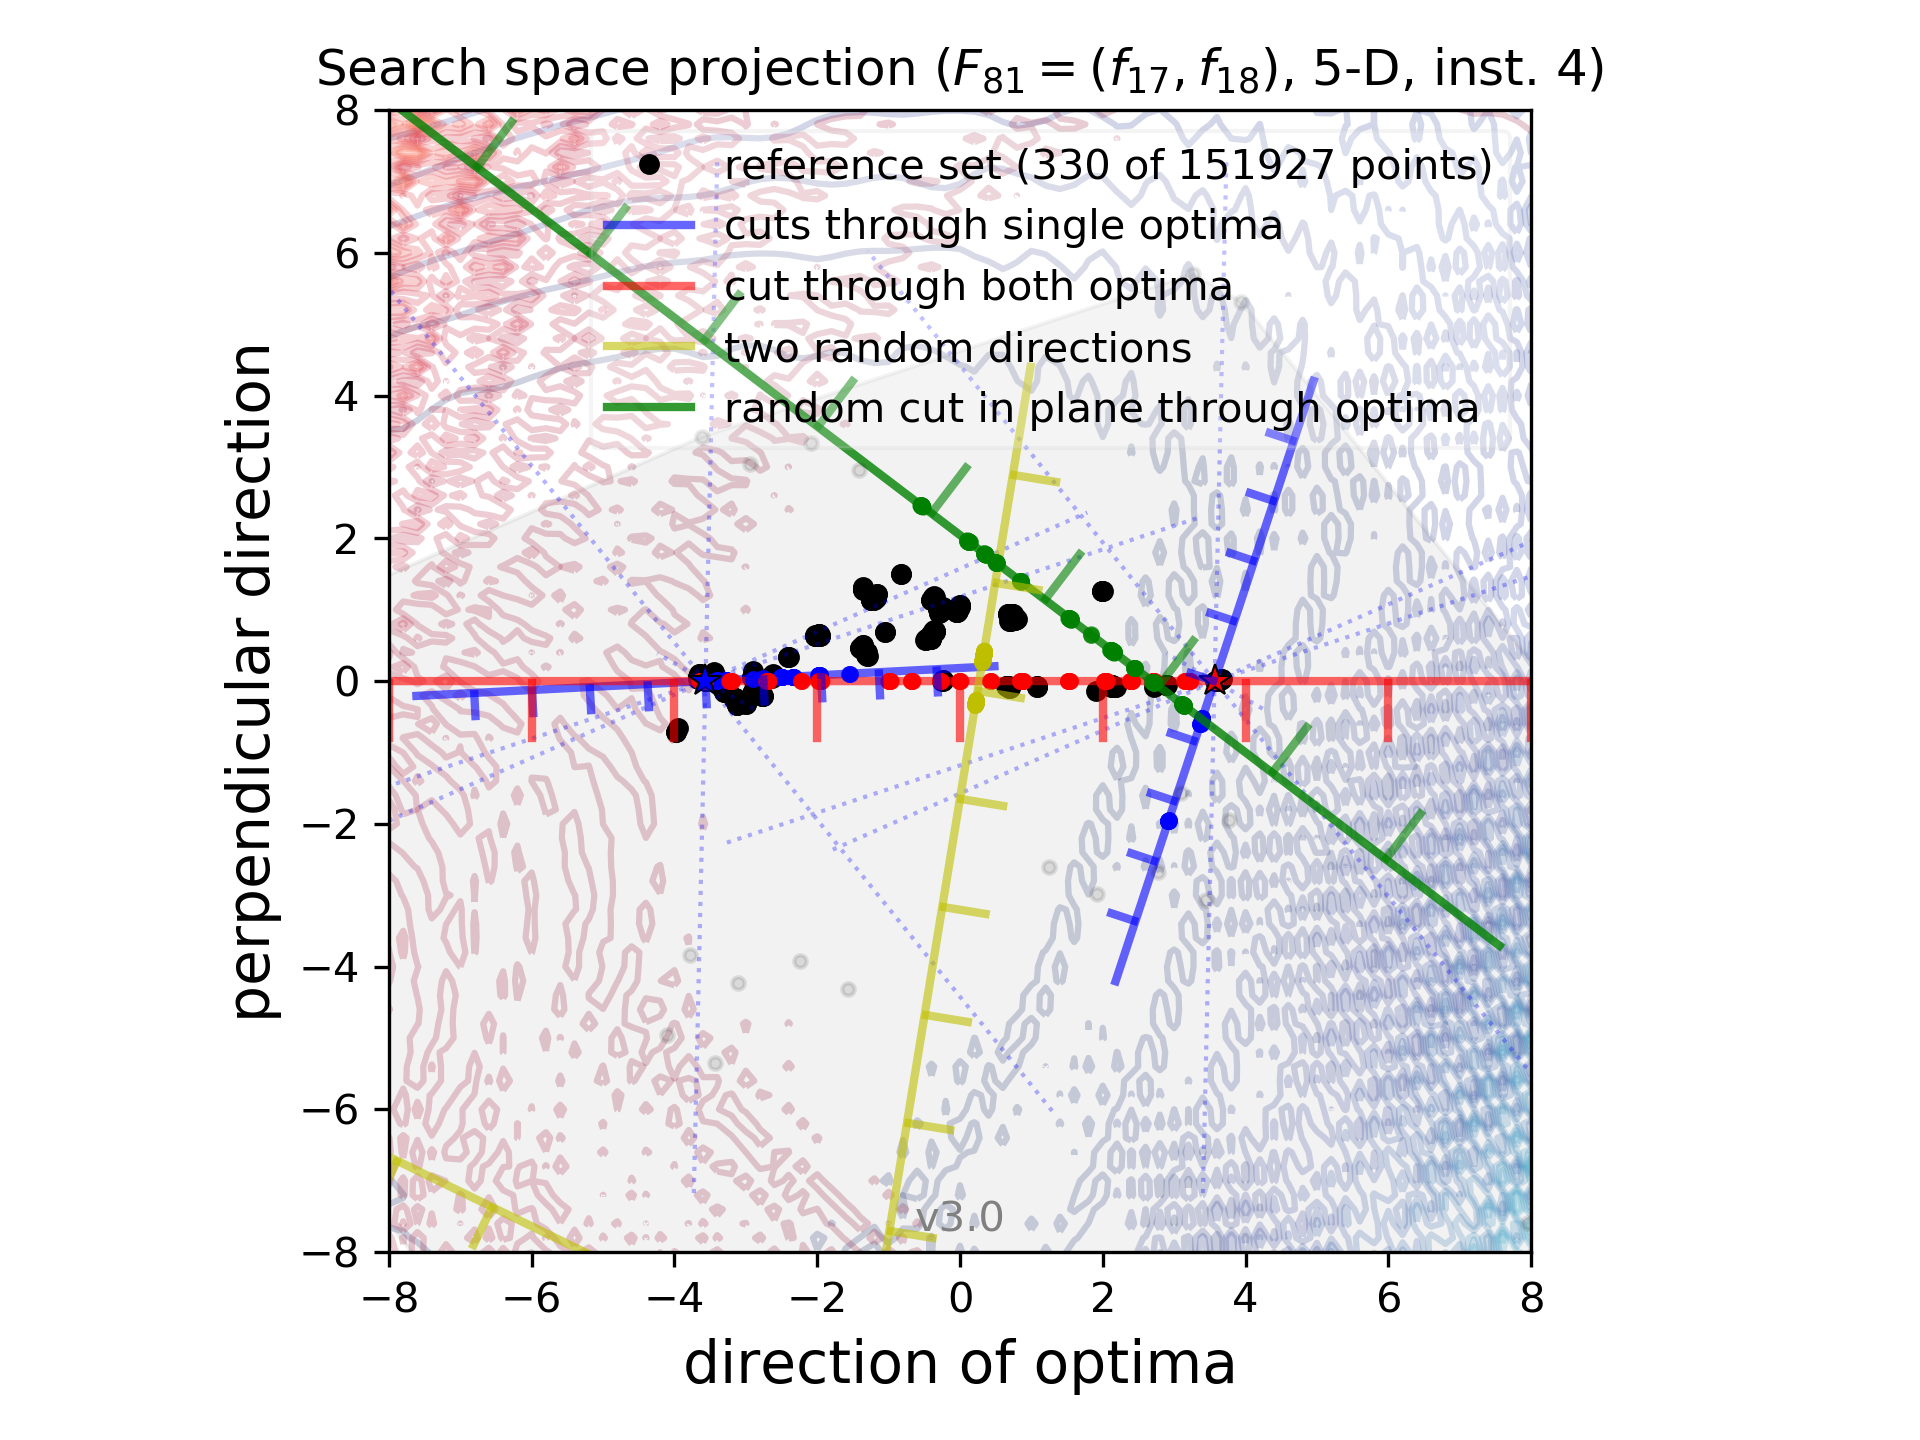 Search space projection (F₈₁ = (f₁₇, f₁₈), 5-D, inst. 4)
reference set (330 of 151927 points)
cuts through single optima
cut through both optima
two random directions
random cut in plane through optima
perpendicular direction
8
6
4
2
0
−2
−4
−6
−8
v3.0
−8 −6 −4 −2 0 2 4 6 8
direction of optima